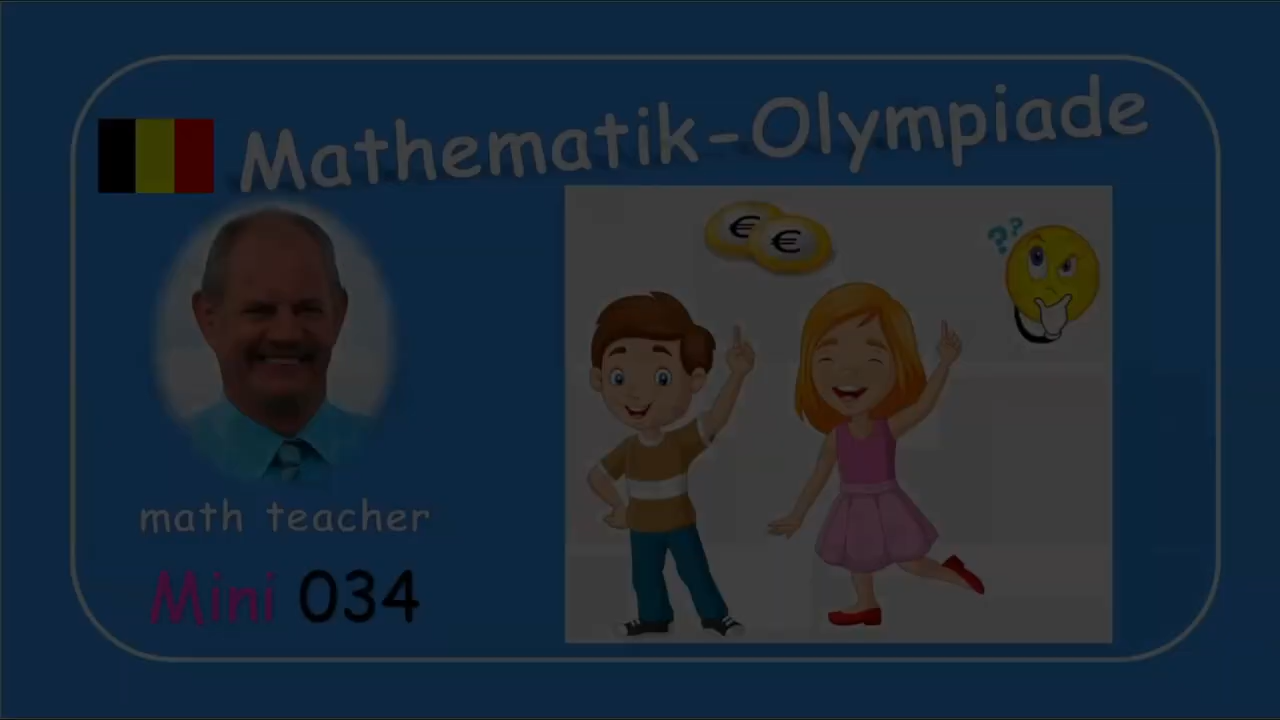 Mathematik-Olympiade
€ €
??
math teacher
Mini 034